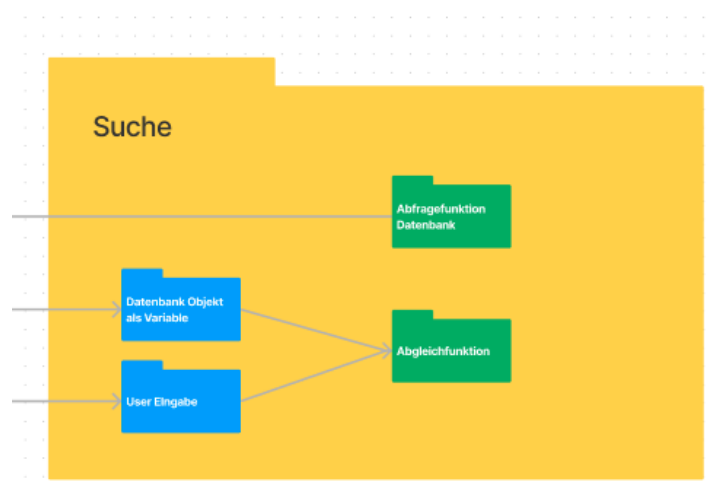 Suche
Abfragefunktion
Datenbank
Datenbank Objekt
als Variable
Abgleichfunktion
User EIngabe